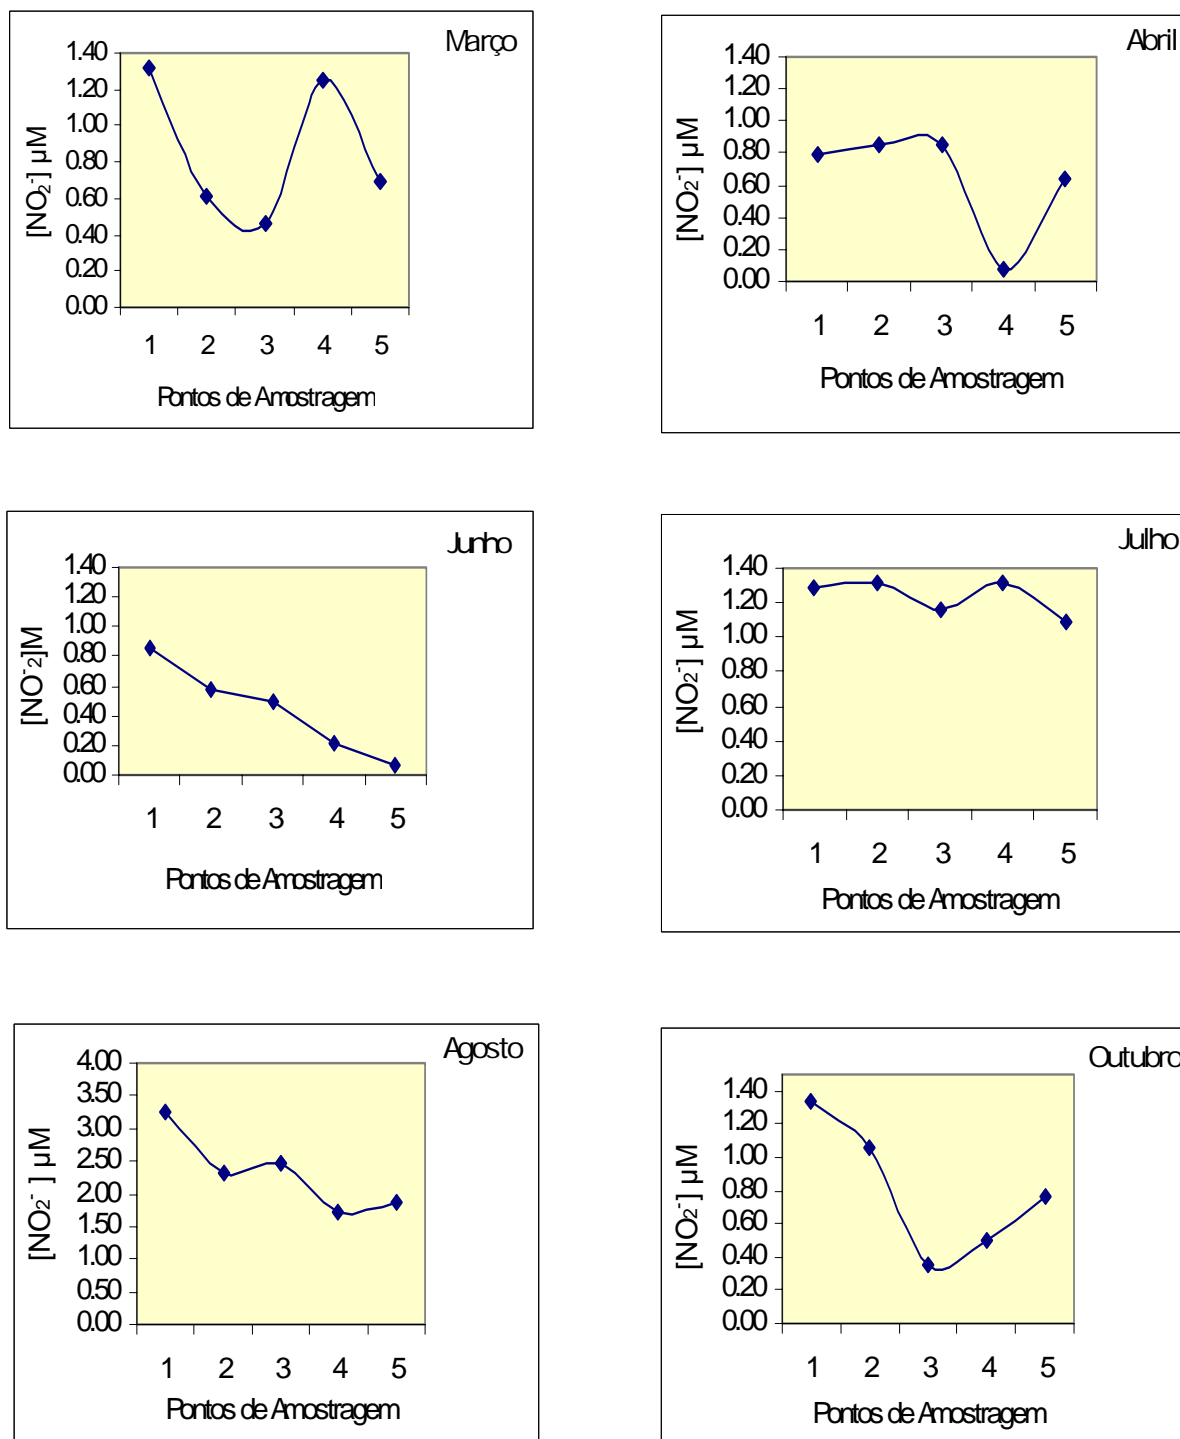 Março
1.40
1.20
1.00
0.80
0.60
0.40
0.20
0.00
[NO2-] µM
1 2 3 4 5
Pontos de Amostragem
Abril
1.40
1.20
1.00
0.80
0.60
0.40
0.20
0.00
[NO2-] µM
1 2 3 4 5
Pontos de Amostragem
Junho
1.40
1.20
1.00
0.80
0.60
0.40
0.20
0.00
[NO-2]M
1 2 3 4 5
Pontos de Amostragem
Julho
1.40
1.20
1.00
0.80
0.60
0.40
0.20
0.00
[NO2-] µM
1 2 3 4 5
Pontos de Amostragem
Agosto
4.00
3.50
3.00
2.50
2.00
1.50
1.00
0.50
0.00
[NO2- ] µM
1 2 3 4 5
Pontos de Amostragem
Outubro
1.40
1.20
1.00
0.80
0.60
0.40
0.20
0.00
[NO2-] µM
1 2 3 4 5
Pontos de Amostragem